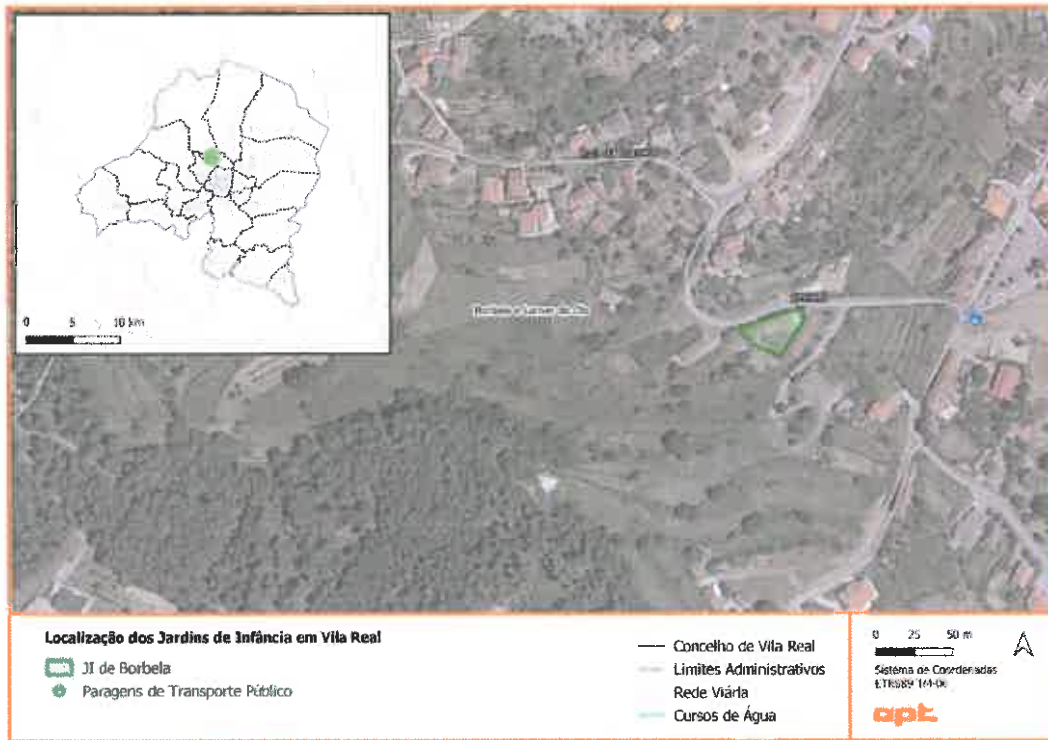 0 5 10 km
Localização dos Jardins de Infância em Vila Real
JI de Borbela
Paragens de Transporte Público
Concelho de Vila Real
Limites Administrativos
Rede Viária
Cursos de Água
0 25 50 m
Sistema de Coordenadas
apt.